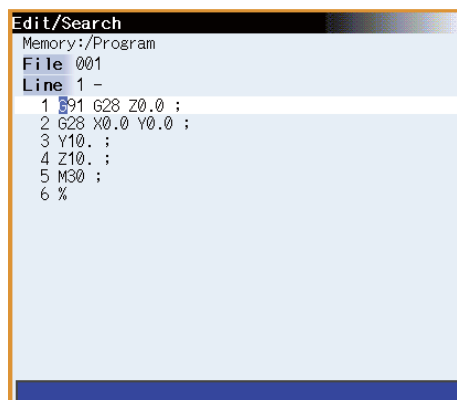 Edit/Search
Memory:/Program
File 001
Line 1 -
1 G91 G28 Z0.0 ;
2 G28 X0.0 Y0.0 ;
3 Y10. ;
4 Z10. ;
5 M30 ;
6 %